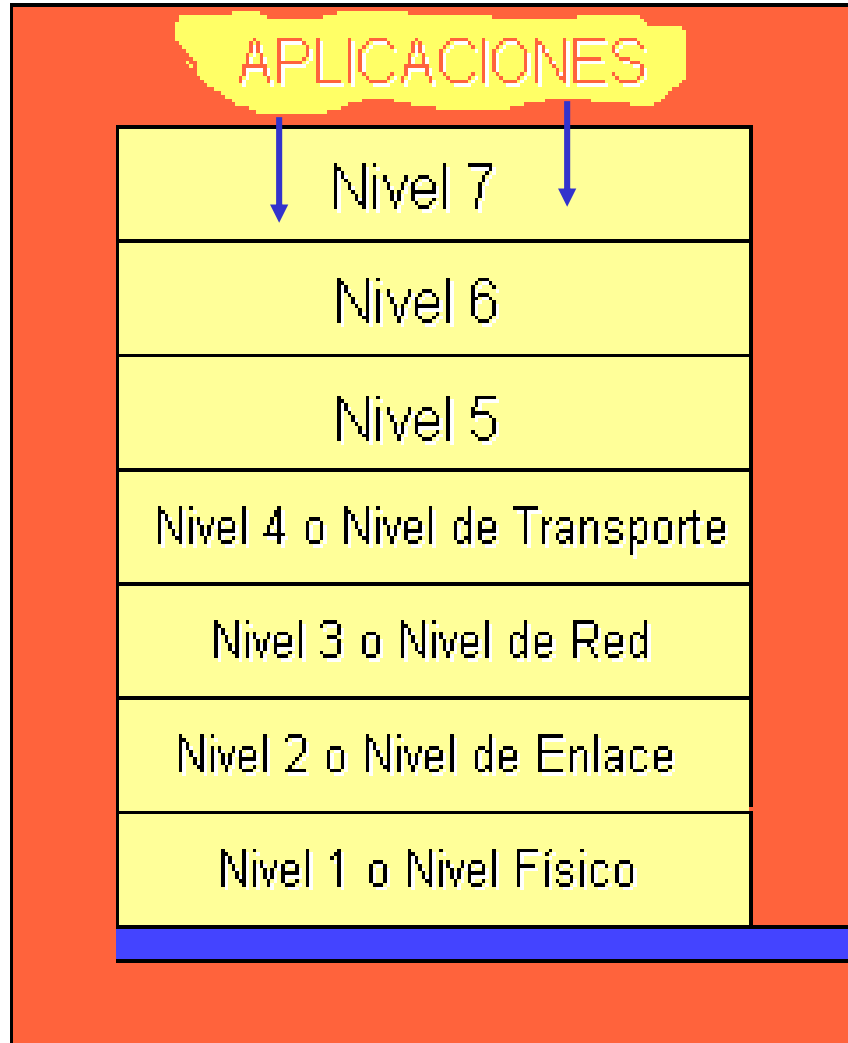 APLICACIONES
Nivel 7
Nivel 6
Nivel 5
Nivel 4 o Nivel de Transporte
Nivel 3 o Nivel de Red
Nivel 2 o Nivel de Enlace
Nivel 1 o Nivel Físico